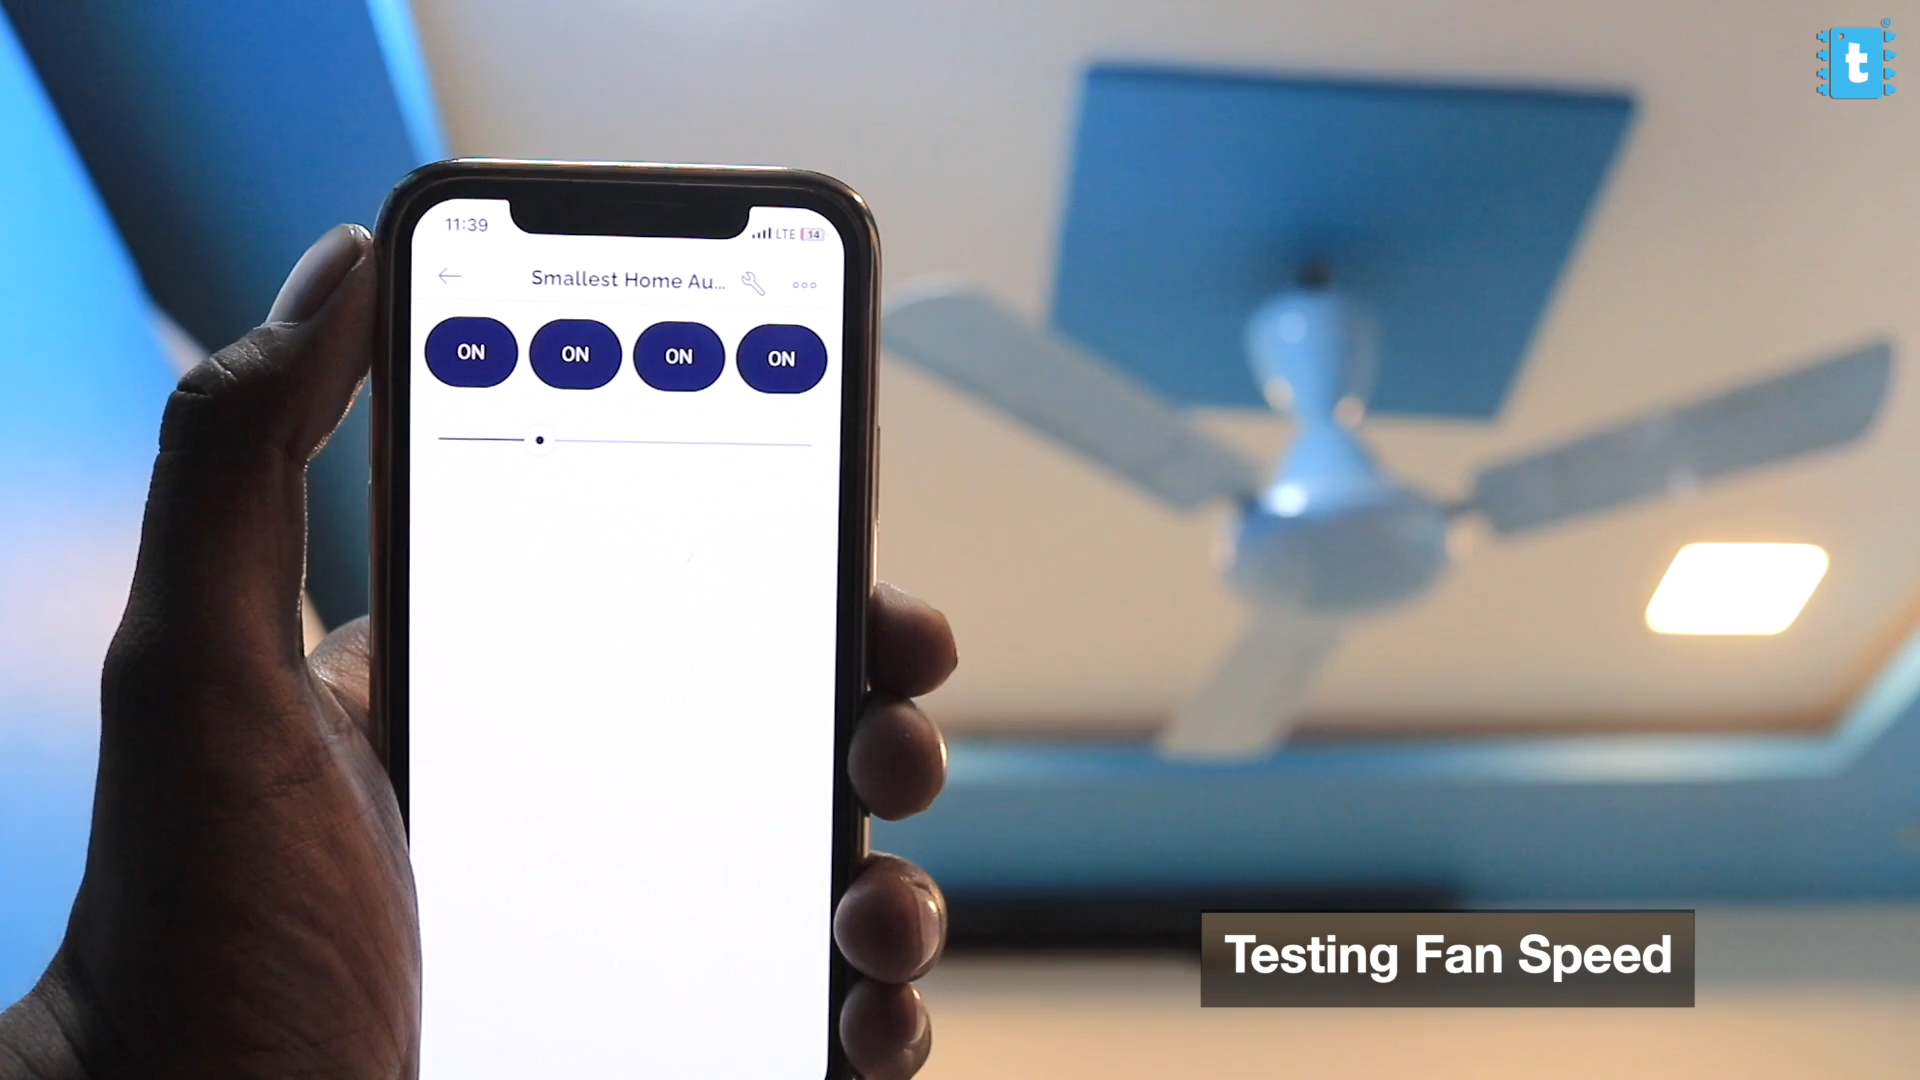 t
®
11:39
LTE 14
Smallest Home Au...
ON ON ON ON
Testing Fan Speed